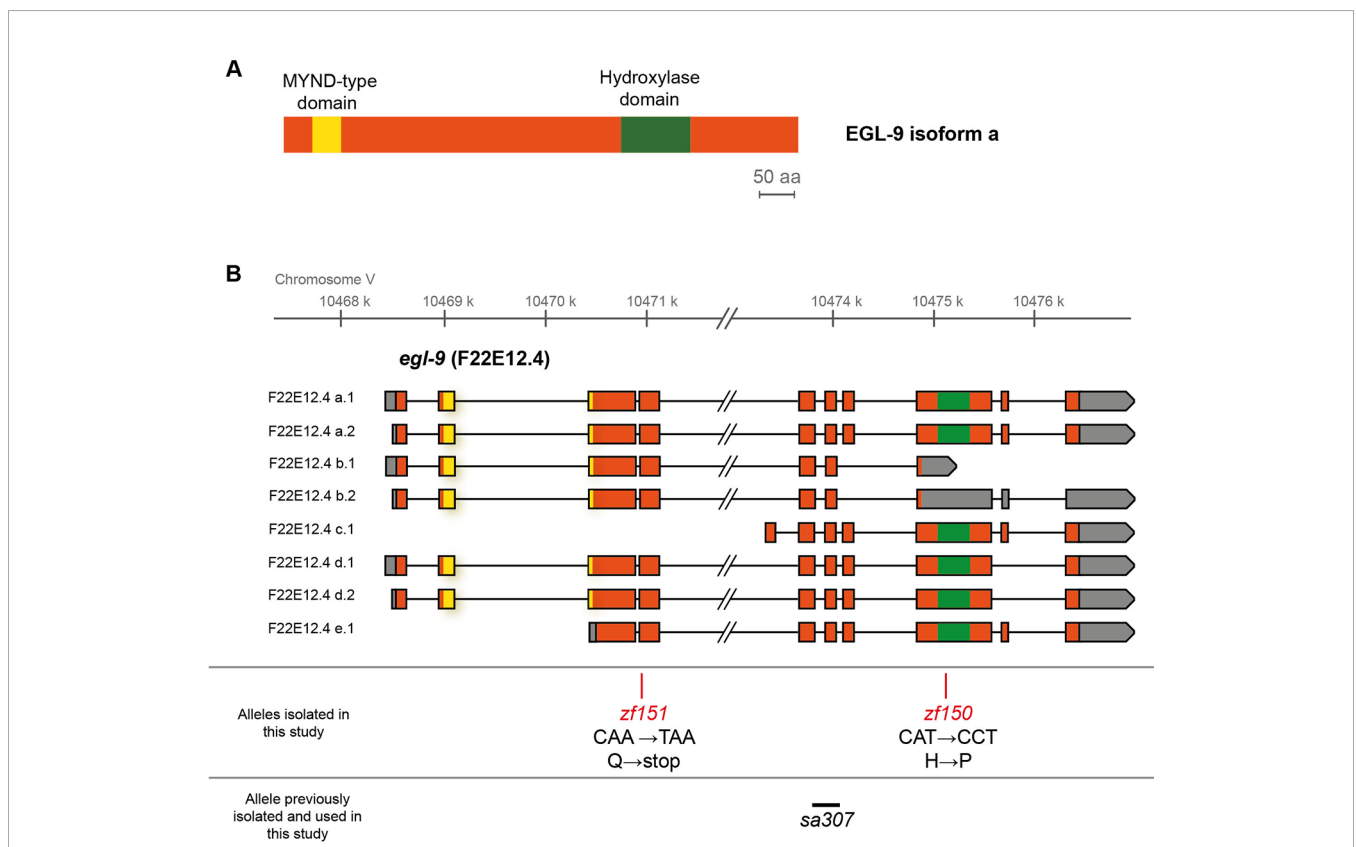 A
MYND-type
domain
Hydroxylase
domain
EGL-9 isoform a
50 aa
B
Chromosome V
10468 k
10469 k
10470 k
10471 k
10474 k
10475 k
10476 k
egl-9 (F22E12.4)
F22E12.4 a.1
F22E12.4 a.2
F22E12.4 b.1
F22E12.4 b.2
F22E12.4 c.1
F22E12.4 d.1
F22E12.4 d.2
F22E12.4 e.1
Alleles isolated in
this study
zf151
CAA→TAA
Q→stop
zf150
CAT→CCT
H→P
Allele previously
isolated and used in
this study
sa307